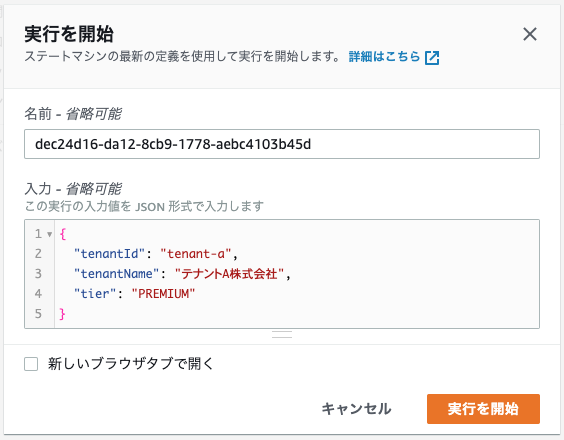 実行を開始
ステートマシンの最新の定義を使用して実行を開始します。 詳細はこちら
名前 - 省略可能
dec24d16-da12-8cb9-1778-aebc4103b45d
入力 - 省略可能
この実行の入力値を JSON 形式で入力します
1 {
2 "tenantId": "tenant-a",
3 "tenantName": "テナントA株式会社",
4 "tier": "PREMIUM"
5 }
新しいブラウザタブで開く
キャンセル 実行を開始